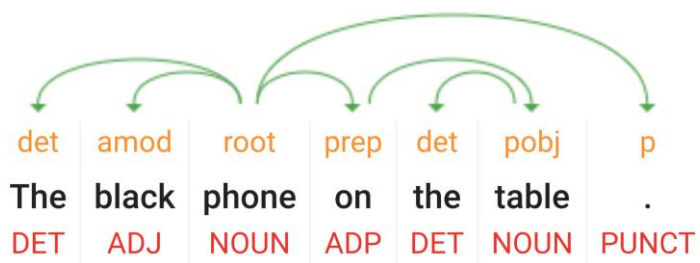 det amod root prep det pobj p
The black phone on the table .
DET ADJ NOUN ADP DET NOUN PUNCT